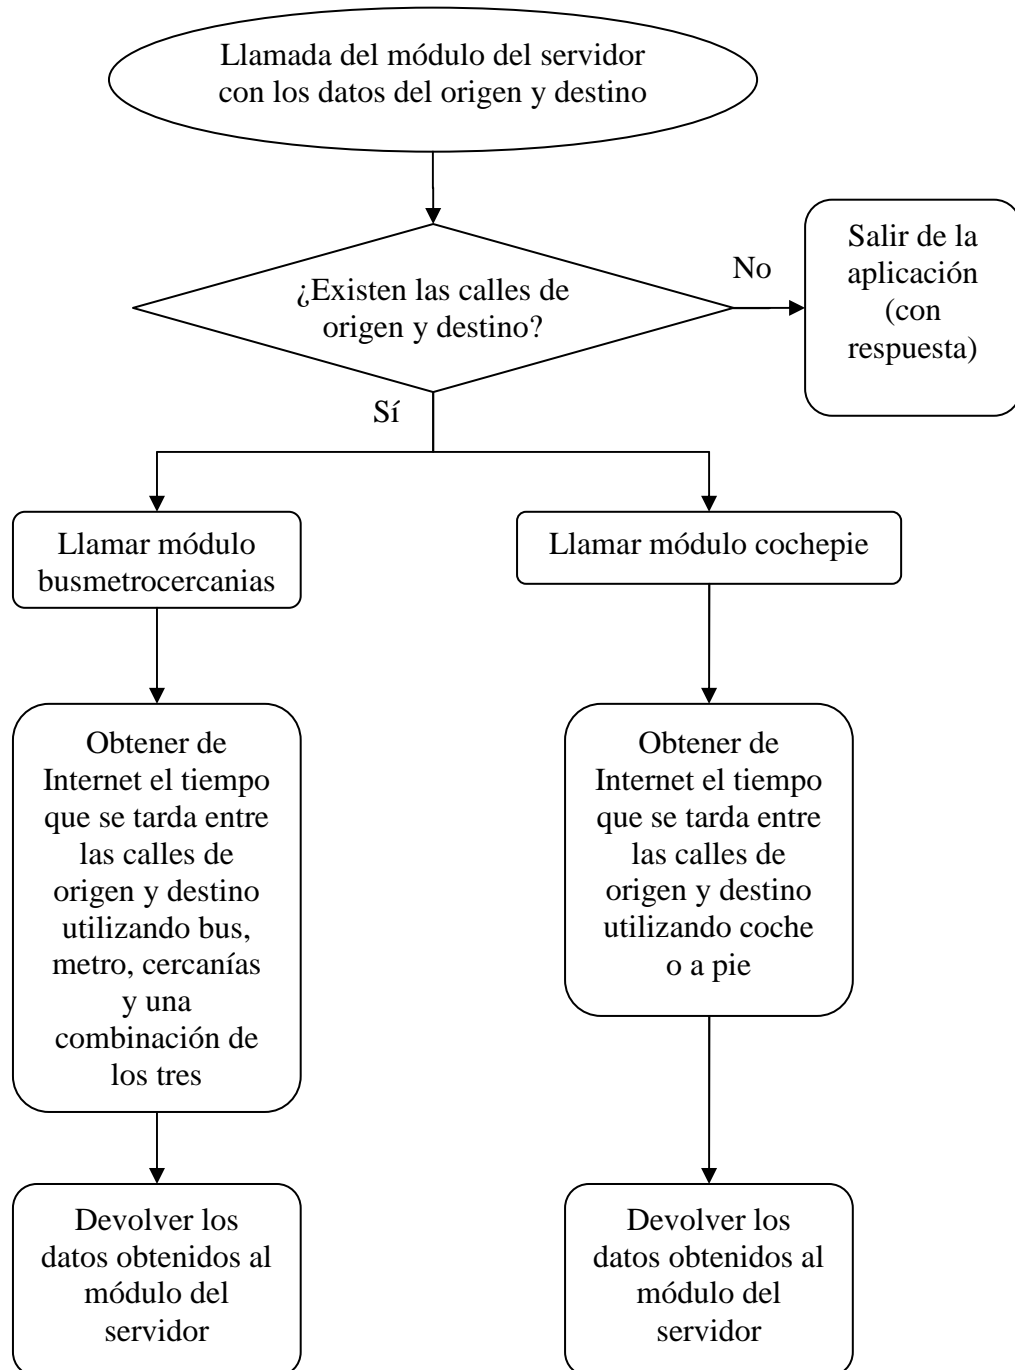 Llamada del módulo del servidor
con los datos del origen y destino
¿Existen las calles de
origen y destino?
No
Salir de la
aplicación
(con
respuesta)
Sí
Llamar módulo
busmetrocercanias
Llamar módulo cochepie
Obtener de
Internet el tiempo
que se tarda entre
las calles de
origen y destino
utilizando bus,
metro, cercanías
y una
combinación de
los tres
Obtener de
Internet el tiempo
que se tarda entre
las calles de
origen y destino
utilizando coche
o a pie
Devolver los
datos obtenidos al
módulo del
servidor
Devolver los
datos obtenidos al
módulo del
servidor